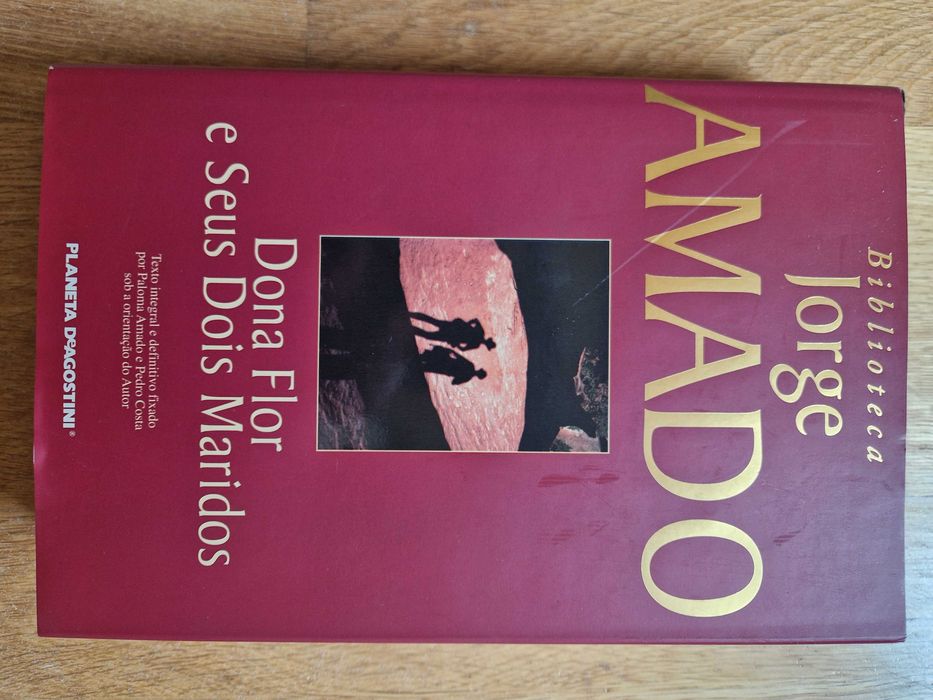 Biblioteca
Jorge
AMADO
Dona Flor
e Seus Dois Maridos
Texto integral e definitivo fixado
por Paloma Amado e Pedro Costa
sob a orientação do Autor
PLANETA DeAGOSTINI®